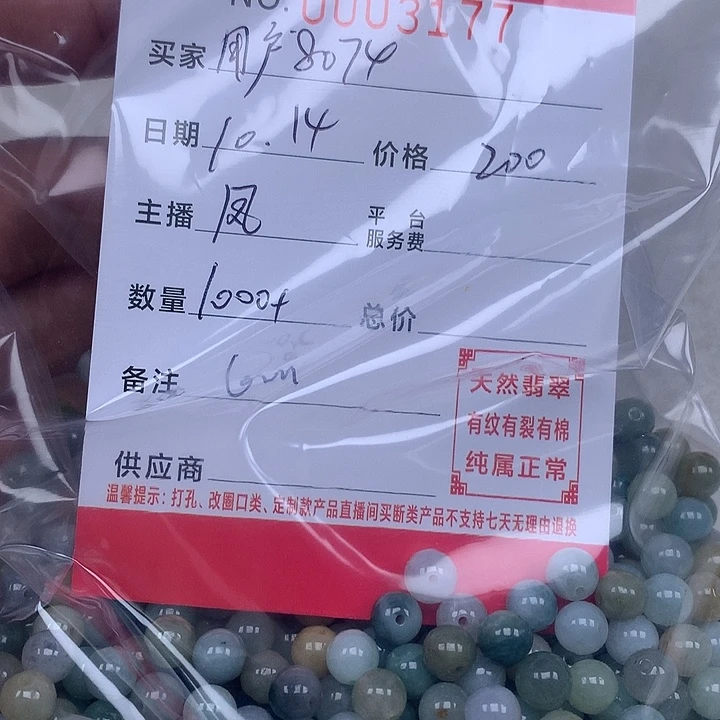 NO. 0003177
买家 用户8074
日期 10.14 价格 200
主播 凤 平台服务费
数量 1000+ 总价
备注 6mm
供应商
天然翡翠
有纹有裂有棉
纯属正常
温馨提示：打孔、改圈口类、定制款产品直播间买断类产品不支持七天无理由退换